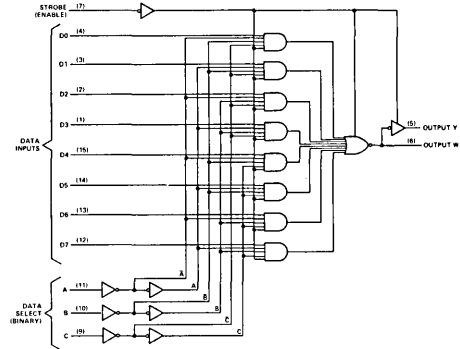 STROBE (7)
(ENABLE)
D0 (4)
D1 (3)
D2 (2)
D3 (1)
DATA
INPUTS
D4 (15)
D5 (14)
D6 (13)
D7 (12)
(5) OUTPUT Y
(6) OUTPUT W
DATA
SELECT
(BINARY)
A (11)
B (10)
C (9)
A
A
B
B
C
C